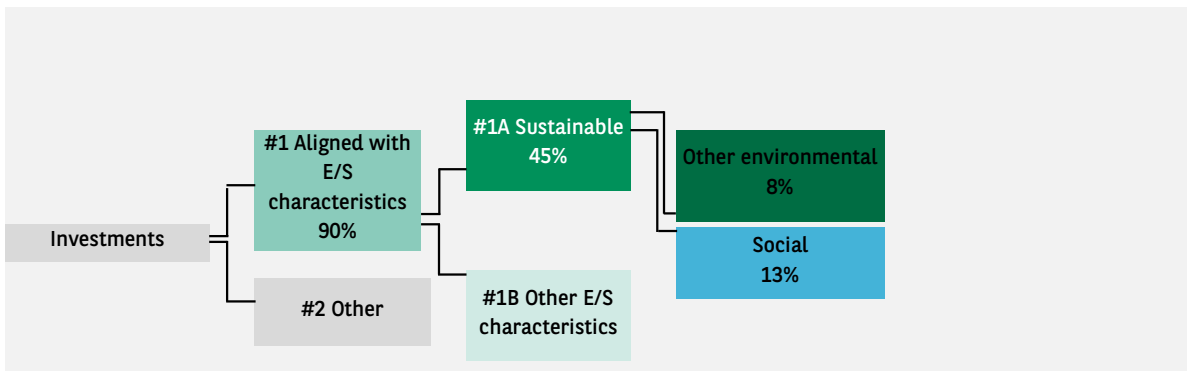 #1A Sustainable
45%
#1 Aligned with
E/S
characteristics
90%
Other environmental
8%
Investments
Social
13%
#2 Other
#1B Other E/S
characteristics